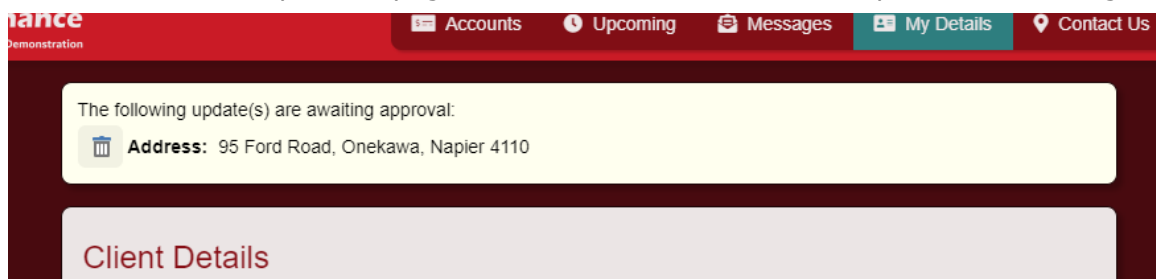 Accounts Upcoming Messages My Details Contact Us
Demonstration
The following update(s) are awaiting approval:
Address: 95 Ford Road, Onekawa, Napier 4110
Client Details